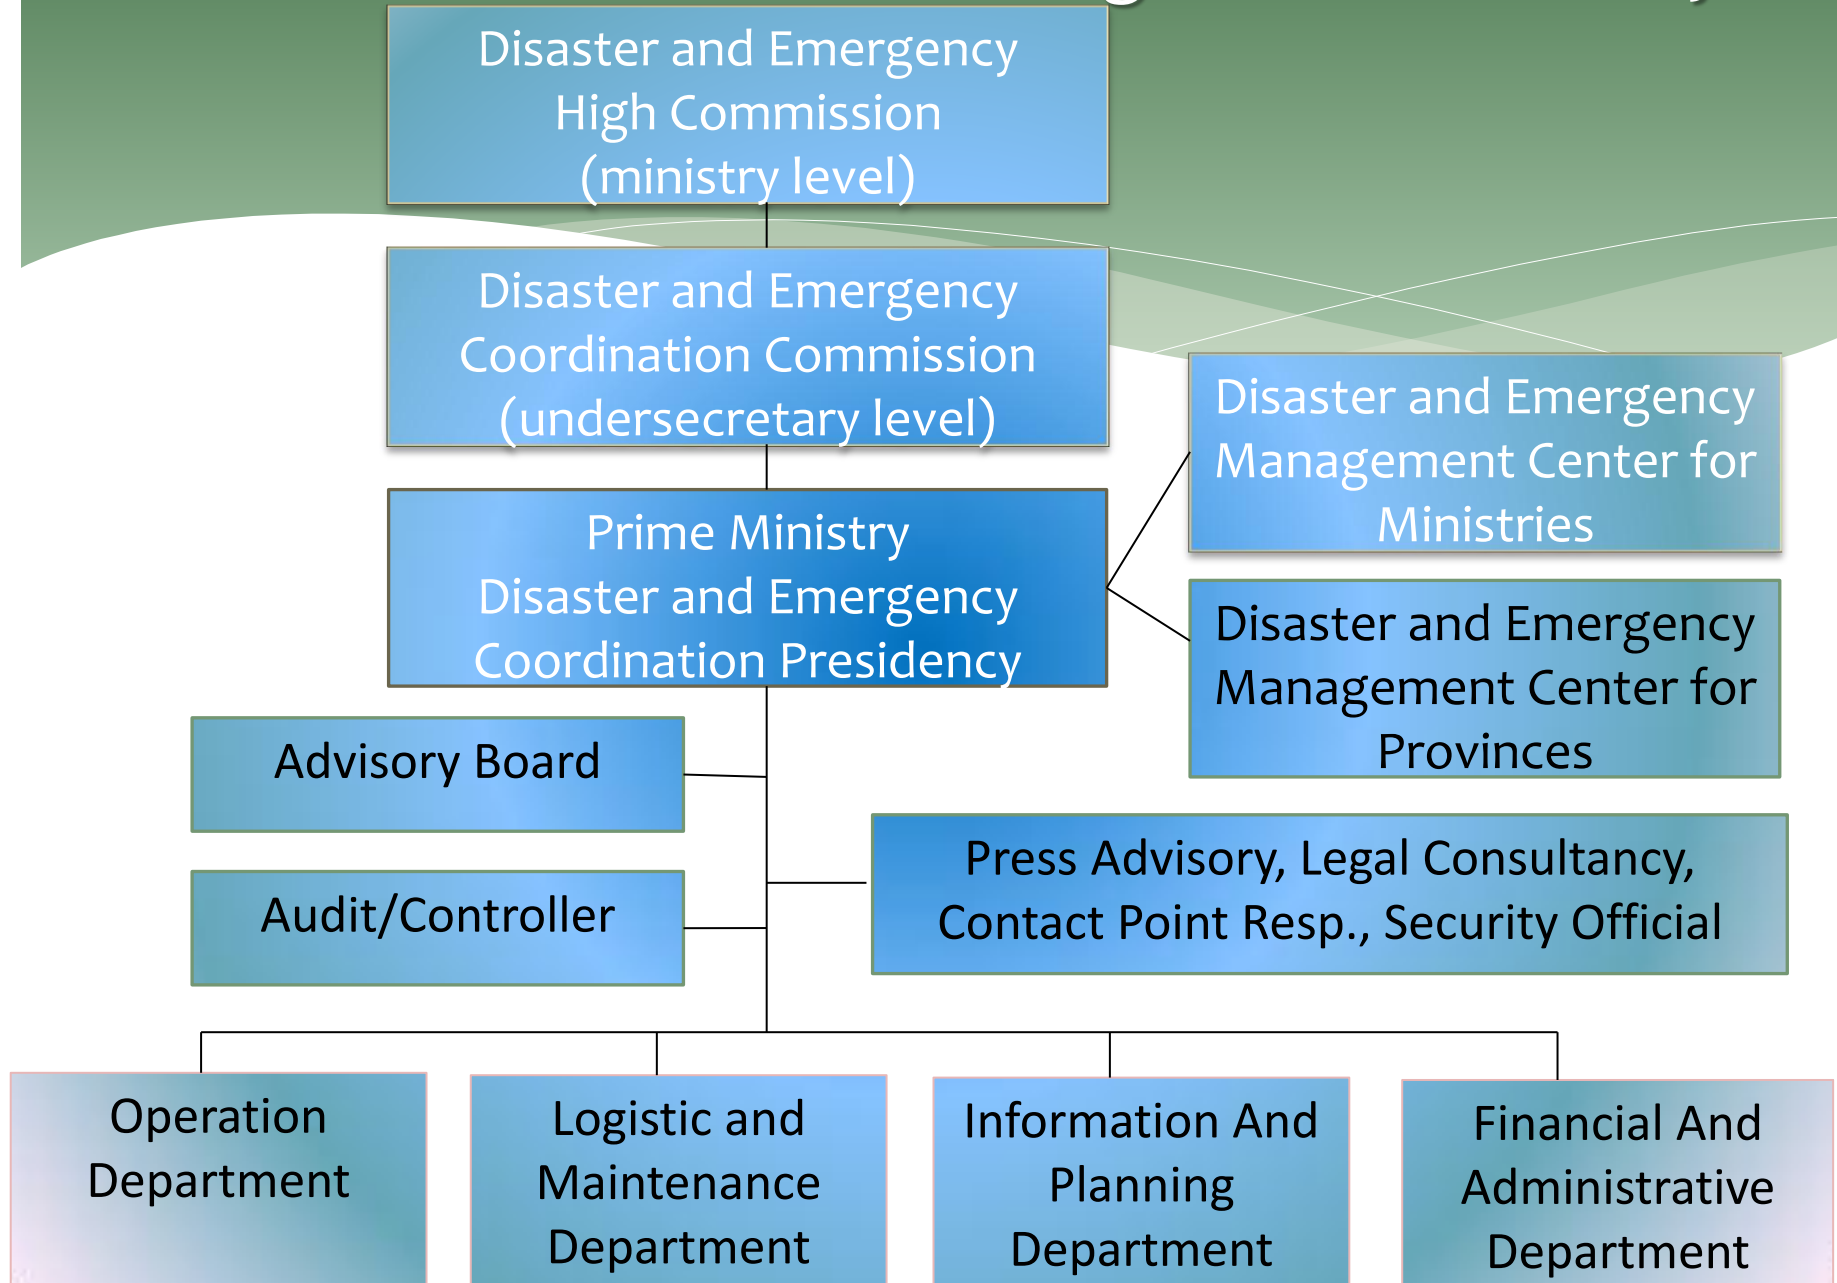 Disaster and Emergency
High Commission
(ministry level)
Disaster and Emergency
Coordination Commission
(undersecretary level)
Disaster and Emergency
Management Center for
Ministries
Prime Ministry
Disaster and Emergency
Coordination Presidency
Disaster and Emergency
Management Center for
Provinces
Advisory Board
Press Advisory, Legal Consultancy,
Contact Point Resp., Security Official
Audit/Controller
Operation
Department
Logistic and
Maintenance
Department
Information And
Planning
Department
Financial And
Administrative
Department